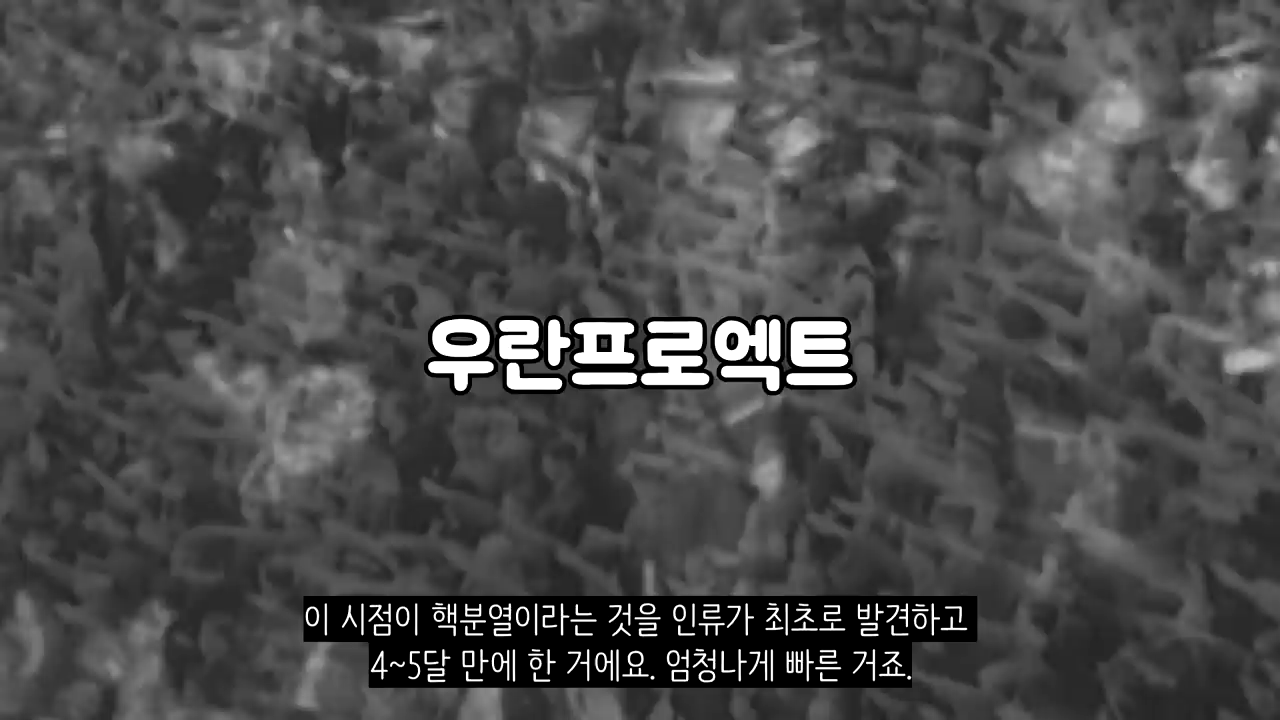 우란프로엑트
이 시점이 핵분열이라는 것을 인류가 최초로 발견하고
4~5달 만에 한 거에요. 엄청나게 빠른 거죠.